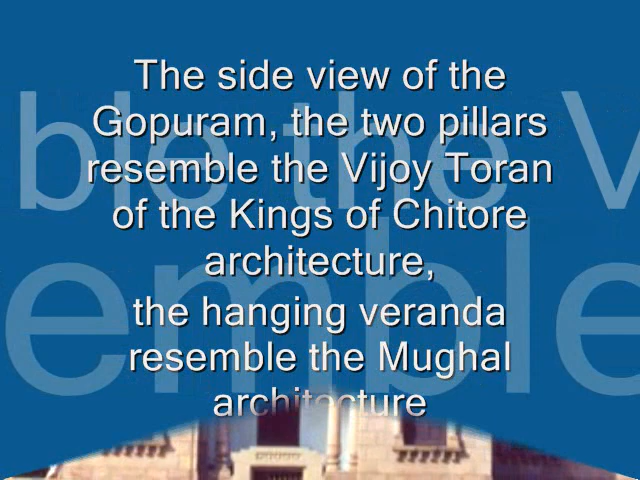 The side view of the
Gopuram, the two pillars
resemble the Vijoy Toran
of the Kings of Chitore
architecture,
the hanging veranda
resemble the Mughal
architecture